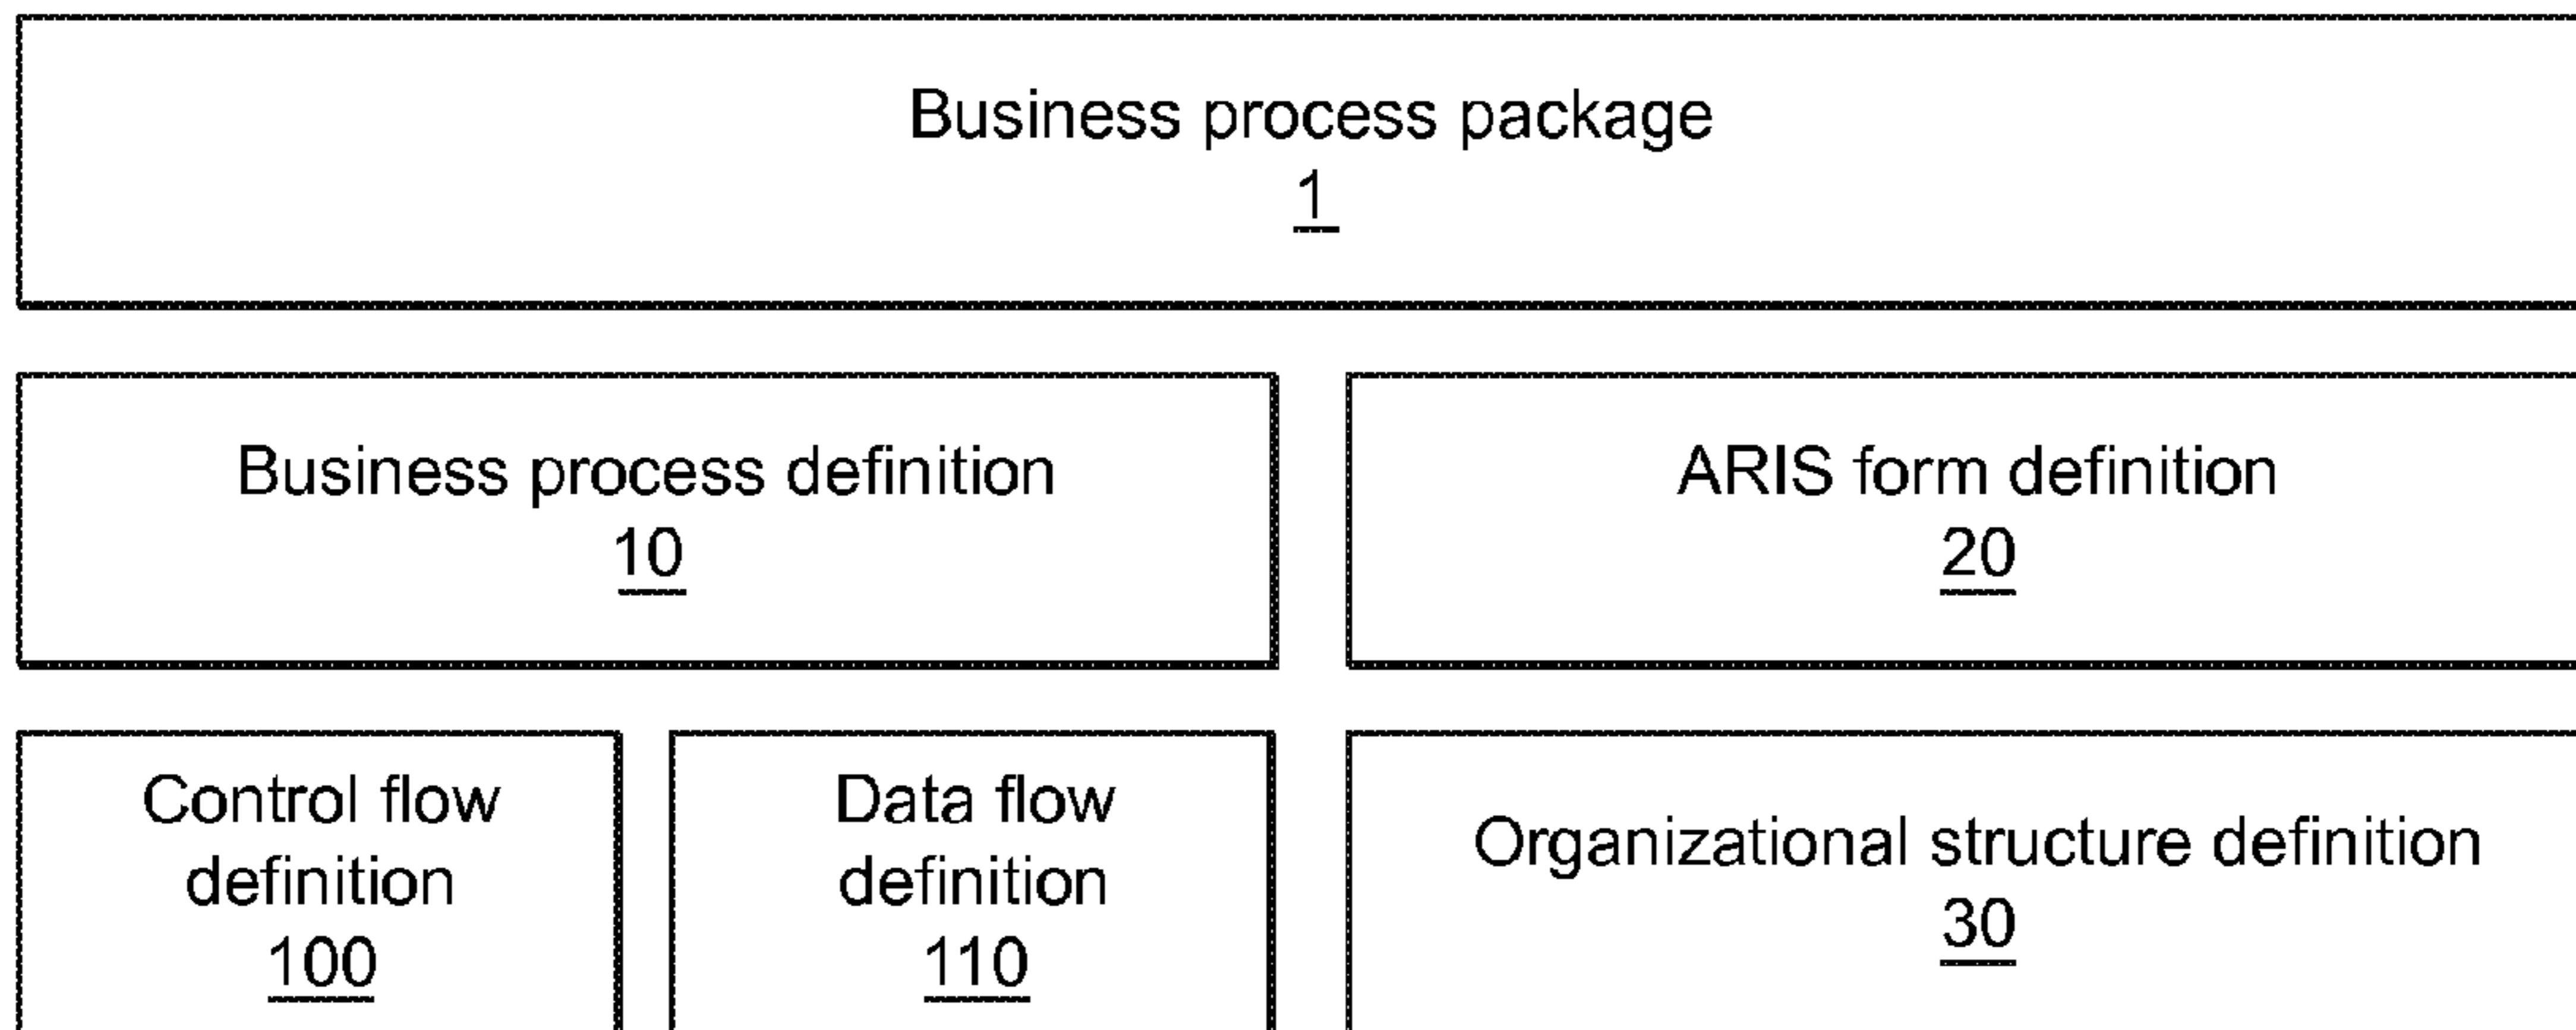 Business process package
1
Business process definition
10
ARIS form definition
20
Control flow
definition
100
Data flow
definition
110
Organizational structure definition
30